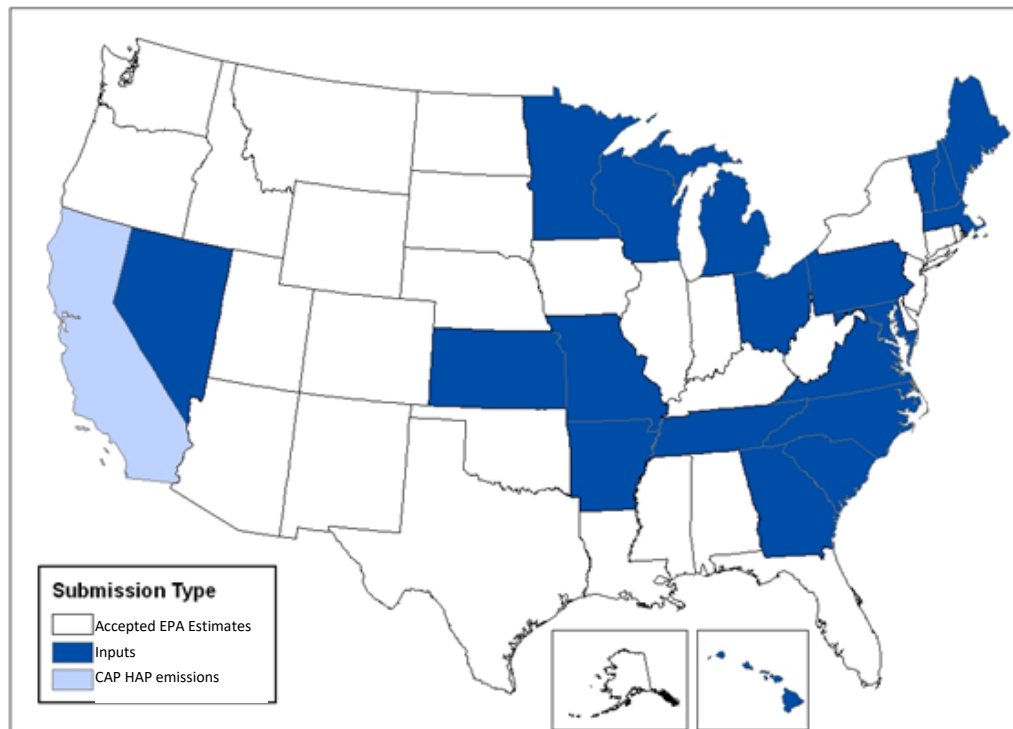 Submission Type
Accepted EPA Estimates
Inputs
CAP HAP emissions